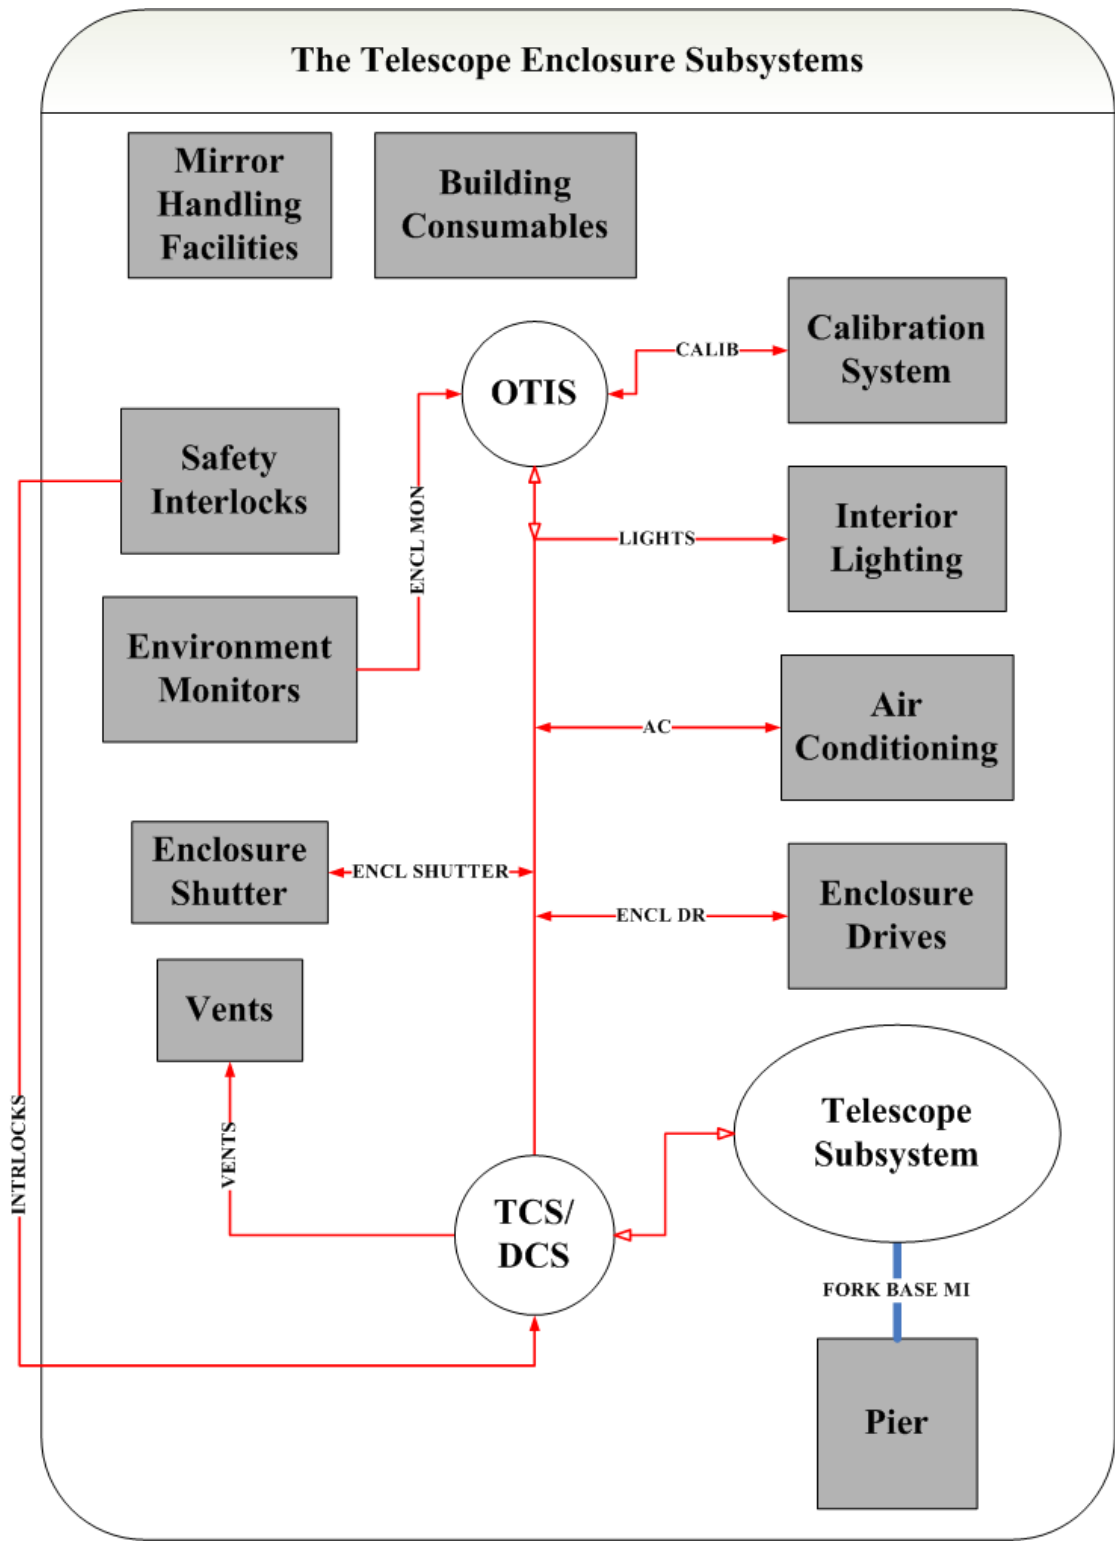 The Telescope Enclosure Subsystems
Mirror
Handling
Facilities
Building
Consumables
Calibration
System
CALIB
OTIS
Safety
Interlocks
ENCL MON
LIGHTS
Interior
Lighting
Environment
Monitors
AC
Air
Conditioning
Enclosure
Shutter
ENCL SHUTTER
ENCL DR
Enclosure
Drives
Vents
VENTS
INTRLOCKS
Telescope
Subsystem
TCS/
DCS
FORK BASE MI
Pier